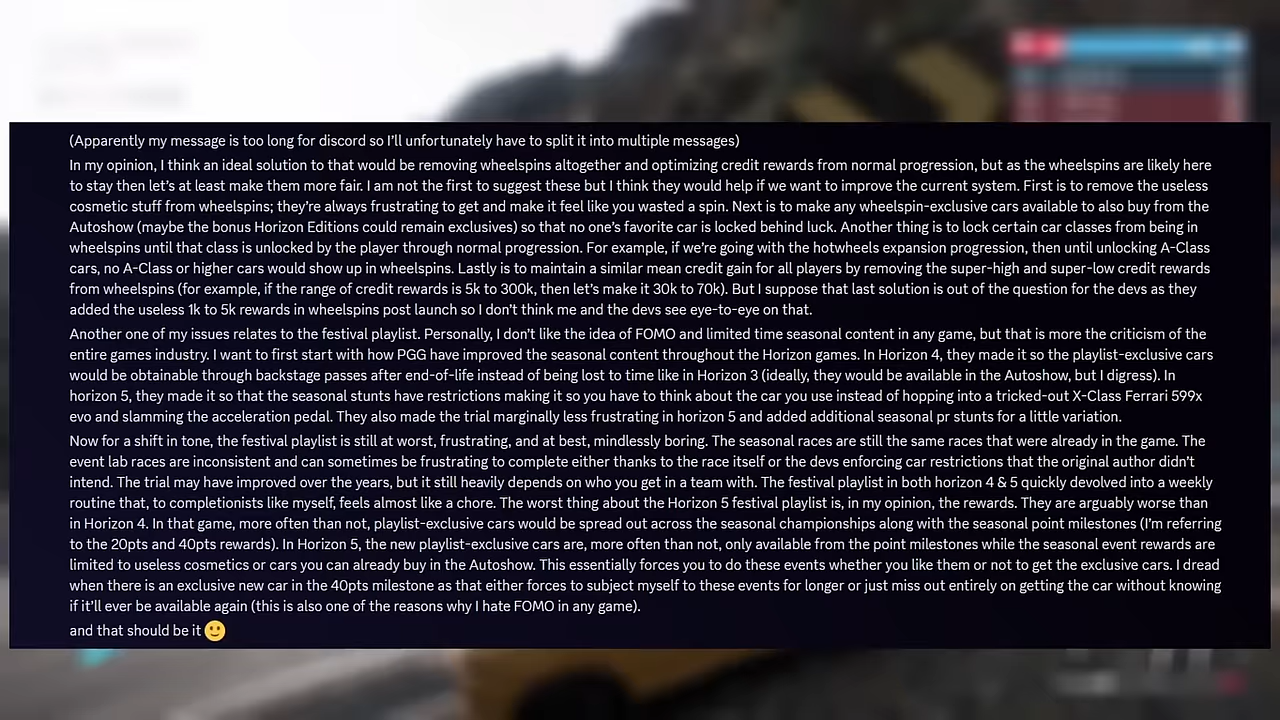 (Apparently my message is too long for discord so I'll unfortunately have to split it into multiple messages)
In my opinion, I think an ideal solution to that would be removing wheelspins altogether and optimizing credit rewards from normal progression, but as the wheelspins are likely here
to stay then let's at least make them more fair. I am not the first to suggest these but I think they would help if we want to improve the current system. First is to remove the useless
cosmetic stuff from wheelspins; they're always frustrating to get and make it feel like you wasted a spin. Next is to make any wheelspin-exclusive cars available to also buy from the
Autoshow (maybe the bonus Horizon Editions could remain exclusives) so that no one's favorite car is locked behind luck. Another thing is to lock certain car classes from being in
wheelspins until that class is unlocked by the player through normal progression. For example, if we're going with the hotwheels expansion progression, then until unlocking A-Class
cars, no A-Class or higher cars would show up in wheelspins. Lastly is to maintain a similar mean credit gain for all players by removing the super-high and super-low credit rewards
from wheelspins (for example, if the range of credit rewards is 5k to 300k, then let's make it 30k to 70k). But I suppose that last solution is out of the question for the devs as they
added the useless 1k to 5k rewards in wheelspins post launch so I don't think me and the devs see eye-to-eye on that.
Another one of my issues relates to the festival playlist. Personally, I don't like the idea of FOMO and limited time seasonal content in any game, but that is more the criticism of the
entire games industry. I want to first start with how PGG have improved the seasonal content throughout the Horizon games. In Horizon 4, they made it so the playlist-exclusive cars
would be obtainable through backstage passes after end-of-life instead of being lost to time like in Horizon 3 (ideally, they would be available in the Autoshow, but I digress). In
horizon 5, they made it so that the seasonal stunts have restrictions making it so you have to think about the car you use instead of hopping into a tricked-out X-Class Ferrari 599x
evo and slamming the acceleration pedal. They also made the trial marginally less frustrating in horizon 5 and added additional seasonal pr stunts for a little variation.
Now for a shift in tone, the festival playlist is still at worst, frustrating, and at best, mindlessly boring. The seasonal races are still the same races that were already in the game. The
event lab races are inconsistent and can sometimes be frustrating to complete either thanks to the race itself or the devs enforcing car restrictions that the original author didn't
intend. The trial may have improved over the years, but it still heavily depends on who you get in a team with. The festival playlist in both horizon 4 & 5 quickly devolved into a weekly
routine that, to completionists like myself, feels almost like a chore. The worst thing about the Horizon 5 festival playlist is, in my opinion, the rewards. They are arguably worse than
in Horizon 4. In that game, more often than not, playlist-exclusive cars would be spread out across the seasonal championships along with the seasonal point milestones (I'm referring
to the 20pts and 40pts rewards). In Horizon 5, the new playlist-exclusive cars are, more often than not, only available from the point milestones while the seasonal event rewards are
limited to useless cosmetics or cars you can already buy in the Autoshow. This essentially forces you to do these events whether you like them or not to get the exclusive cars. I dread
when there is an exclusive new car in the 40pts milestone as that either forces to subject myself to these events for longer or just miss out entirely on getting the car without knowing
if it'll ever be available again (this is also one of the reasons why I hate FOMO in any game).
and that should be it 🙂